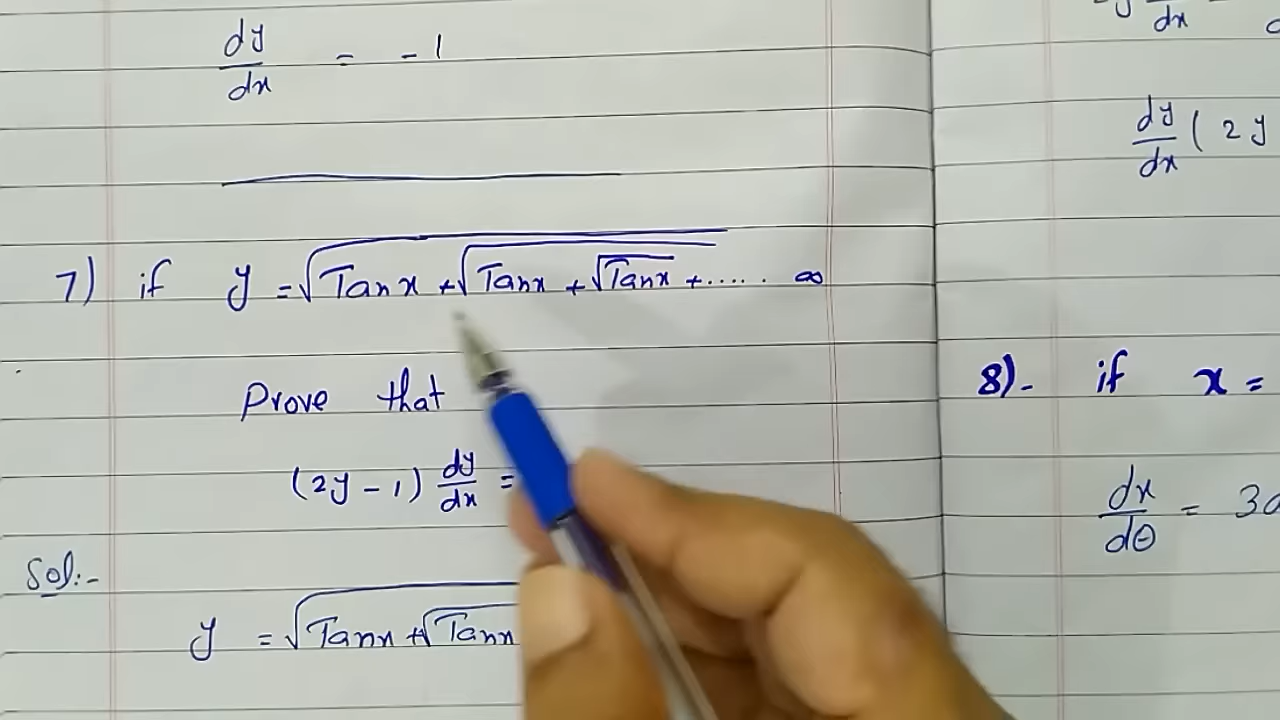 dy/dx = -1
7) if y = √Tan x + √Tan x + √Tan x + ..... ∞
Prove that
(2y - 1) dy/dx =
Sol:-
y = √Tan x + √Tan x
dx
dy/dx ( 2y
8)- if x =
dx/dθ = 3a